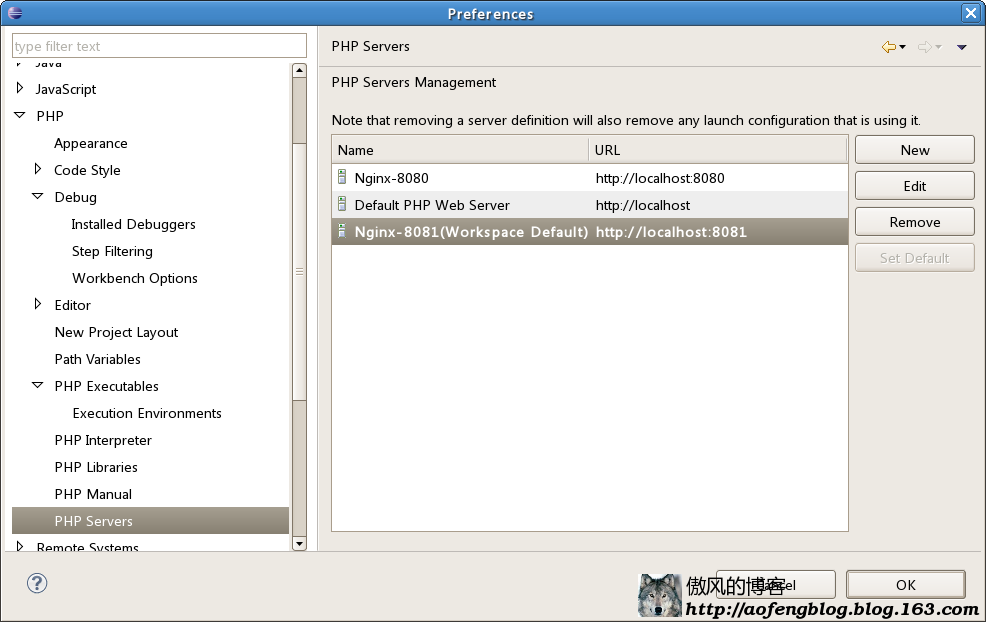 Preferences
type filter text
Java
JavaScript
PHP
Appearance
Code Style
Debug
Installed Debuggers
Step Filtering
Workbench Options
Editor
New Project Layout
Path Variables
PHP Executables
Execution Environments
PHP Interpreter
PHP Libraries
PHP Manual
PHP Servers
Remote Systems
PHP Servers
PHP Servers Management
Note that removing a server definition will also remove any launch configuration that is using it.
Name URL
Nginx-8080 http://localhost:8080
Default PHP Web Server http://localhost
Nginx-8081(Workspace Default) http://localhost:8081
New
Edit
Remove
Set Default
?
Cancel
OK
傲风的博客
http://aofengblog.blog.163.com